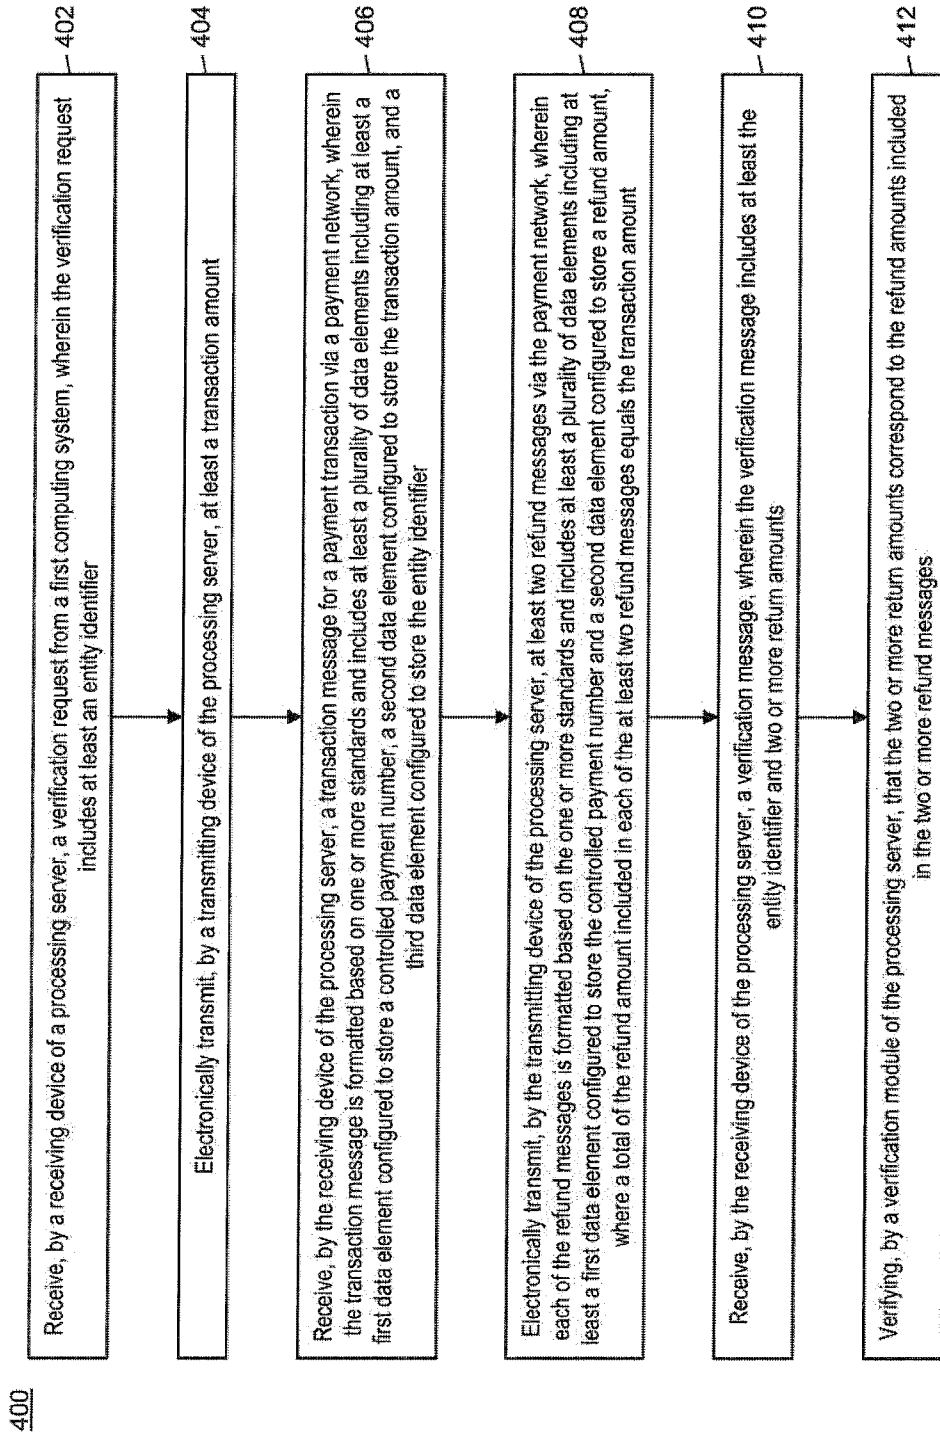 400
Receive, by a receiving device of a processing server, a verification request from a first computing system, wherein the verification request
includes at least an entity identifier
402
Electronically transmit, by a transmitting device of the processing server, at least a transaction amount
404
Receive, by the receiving device of the processing server, a transaction message for a payment transaction via a payment network, wherein
the transaction message is formatted based on one or more standards and includes at least a plurality of data elements including at least a
first data element configured to store a controlled payment number, a second data element configured to store the transaction amount, and a
third data element configured to store the entity identifier
406
Electronically transmit, by the transmitting device of the processing server, at least two refund messages via the payment network, wherein
each of the refund messages is formatted based on the one or more standards and includes at least a plurality of data elements including at
least a first data element configured to store the controlled payment number and a second data element configured to store a refund amount,
where a total of the refund amount included in each of the at least two refund messages equals the transaction amount
408
Receive, by the receiving device of the processing server, a verification message, wherein the verification message includes at least the
entity identifier and two or more return amounts
410
Verifying, by a verification module of the processing server, that the two or more return amounts correspond to the refund amounts included
in the two or more refund messages
412